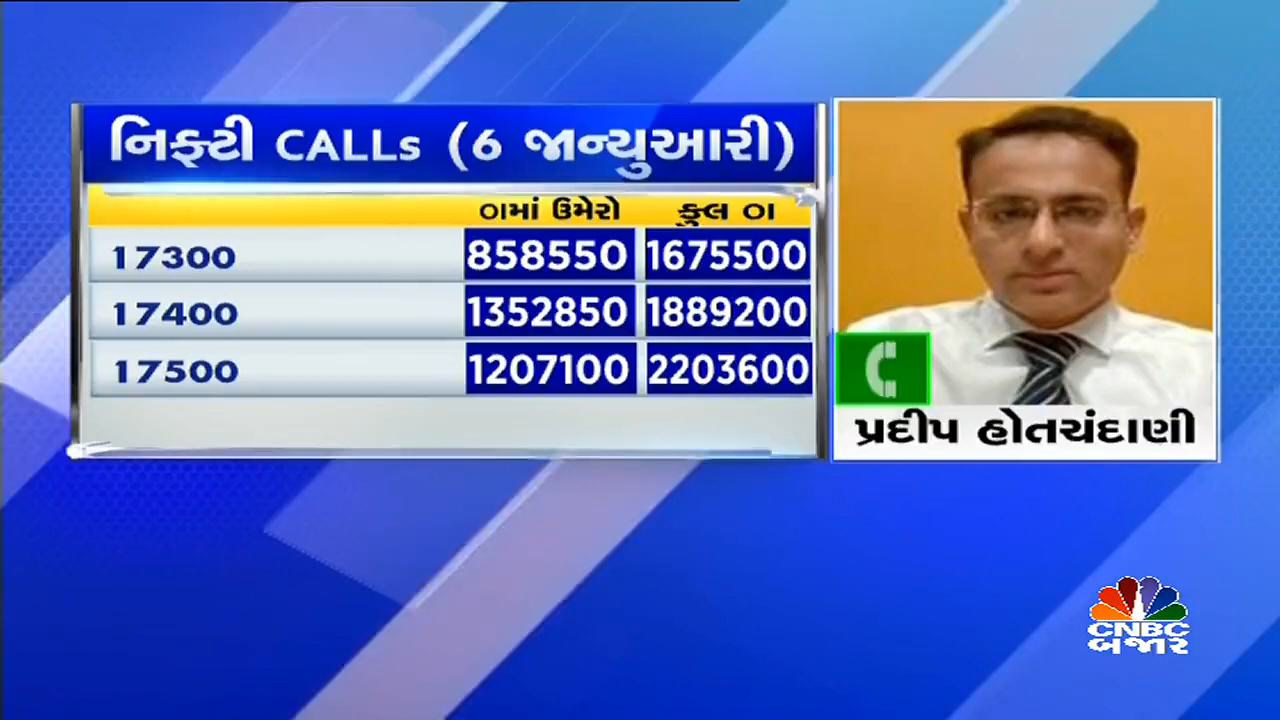 નિફ્ટી CALLs (6 જાન્યુઆરી)
OIમાં ઉમેરો કુલ OI
17300 858550 1675500
17400 1352850 1889200
17500 1207100 2203600
પ્રદીપ હોતચંદાણી
CNBC
બજાર